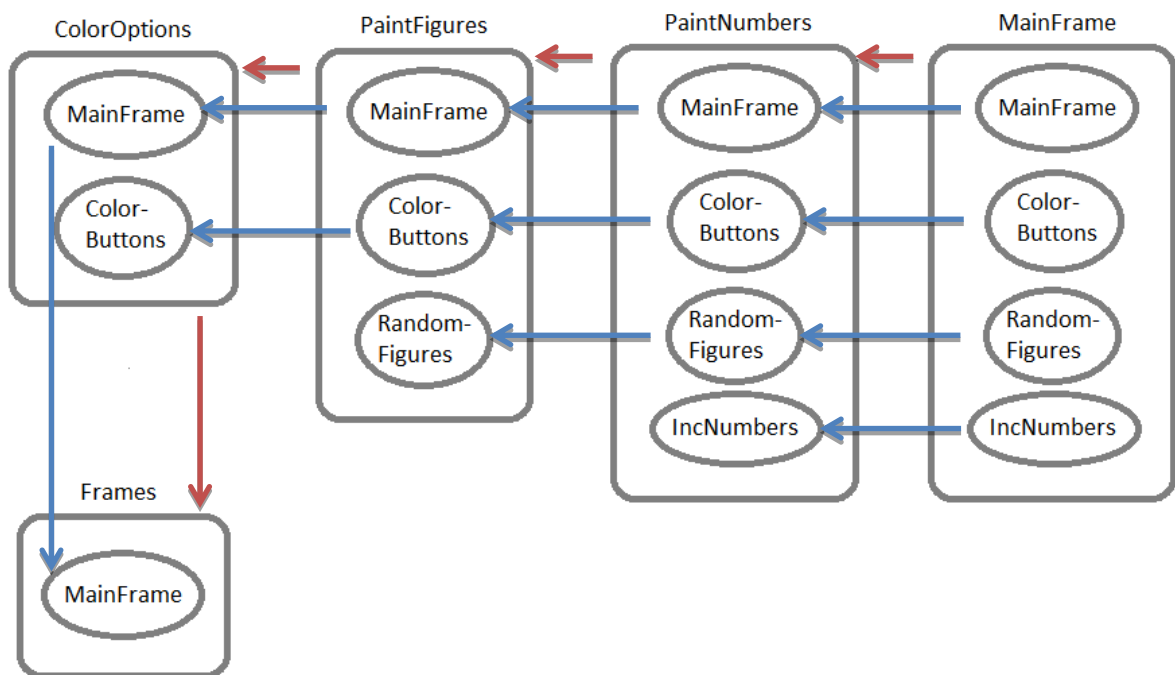 ColorOptions
MainFrame
Color-
Buttons
PaintFigures
MainFrame
Color-
Buttons
Random-
Figures
PaintNumbers
MainFrame
Color-
Buttons
Random-
Figures
IncNumbers
MainFrame
MainFrame
Color-
Buttons
Random-
Figures
IncNumbers
Frames
MainFrame